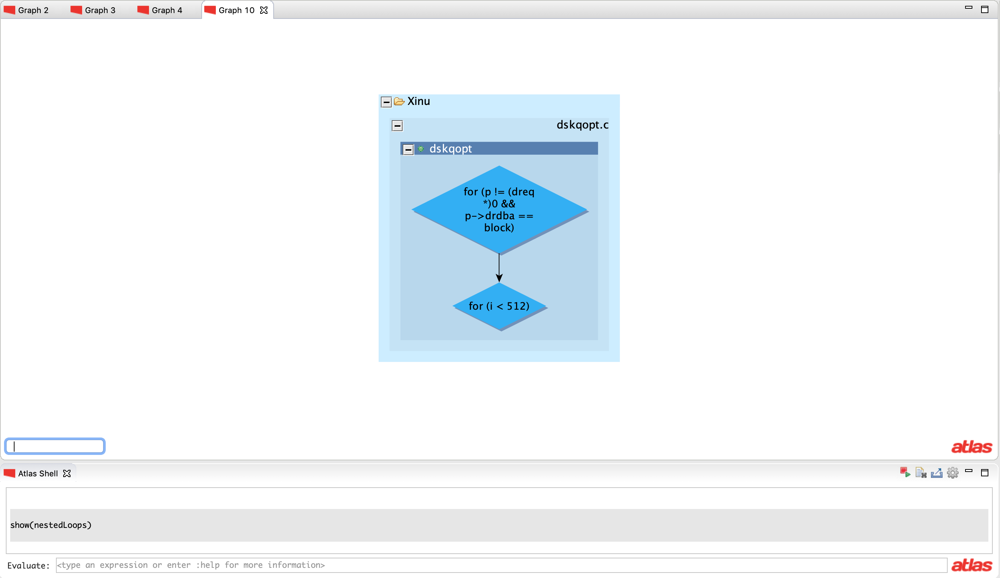 Graph 2
Graph 3
Graph 4
Graph 10
Xinu
dskqopt.c
dskqopt
for (p != (dreq
*)0 &&
p->drdba ==
block)
for (i < 512)
atlas
Atlas Shell
show(nestedLoops)
Evaluate:
<type an expression or enter :help for more information>
atlas